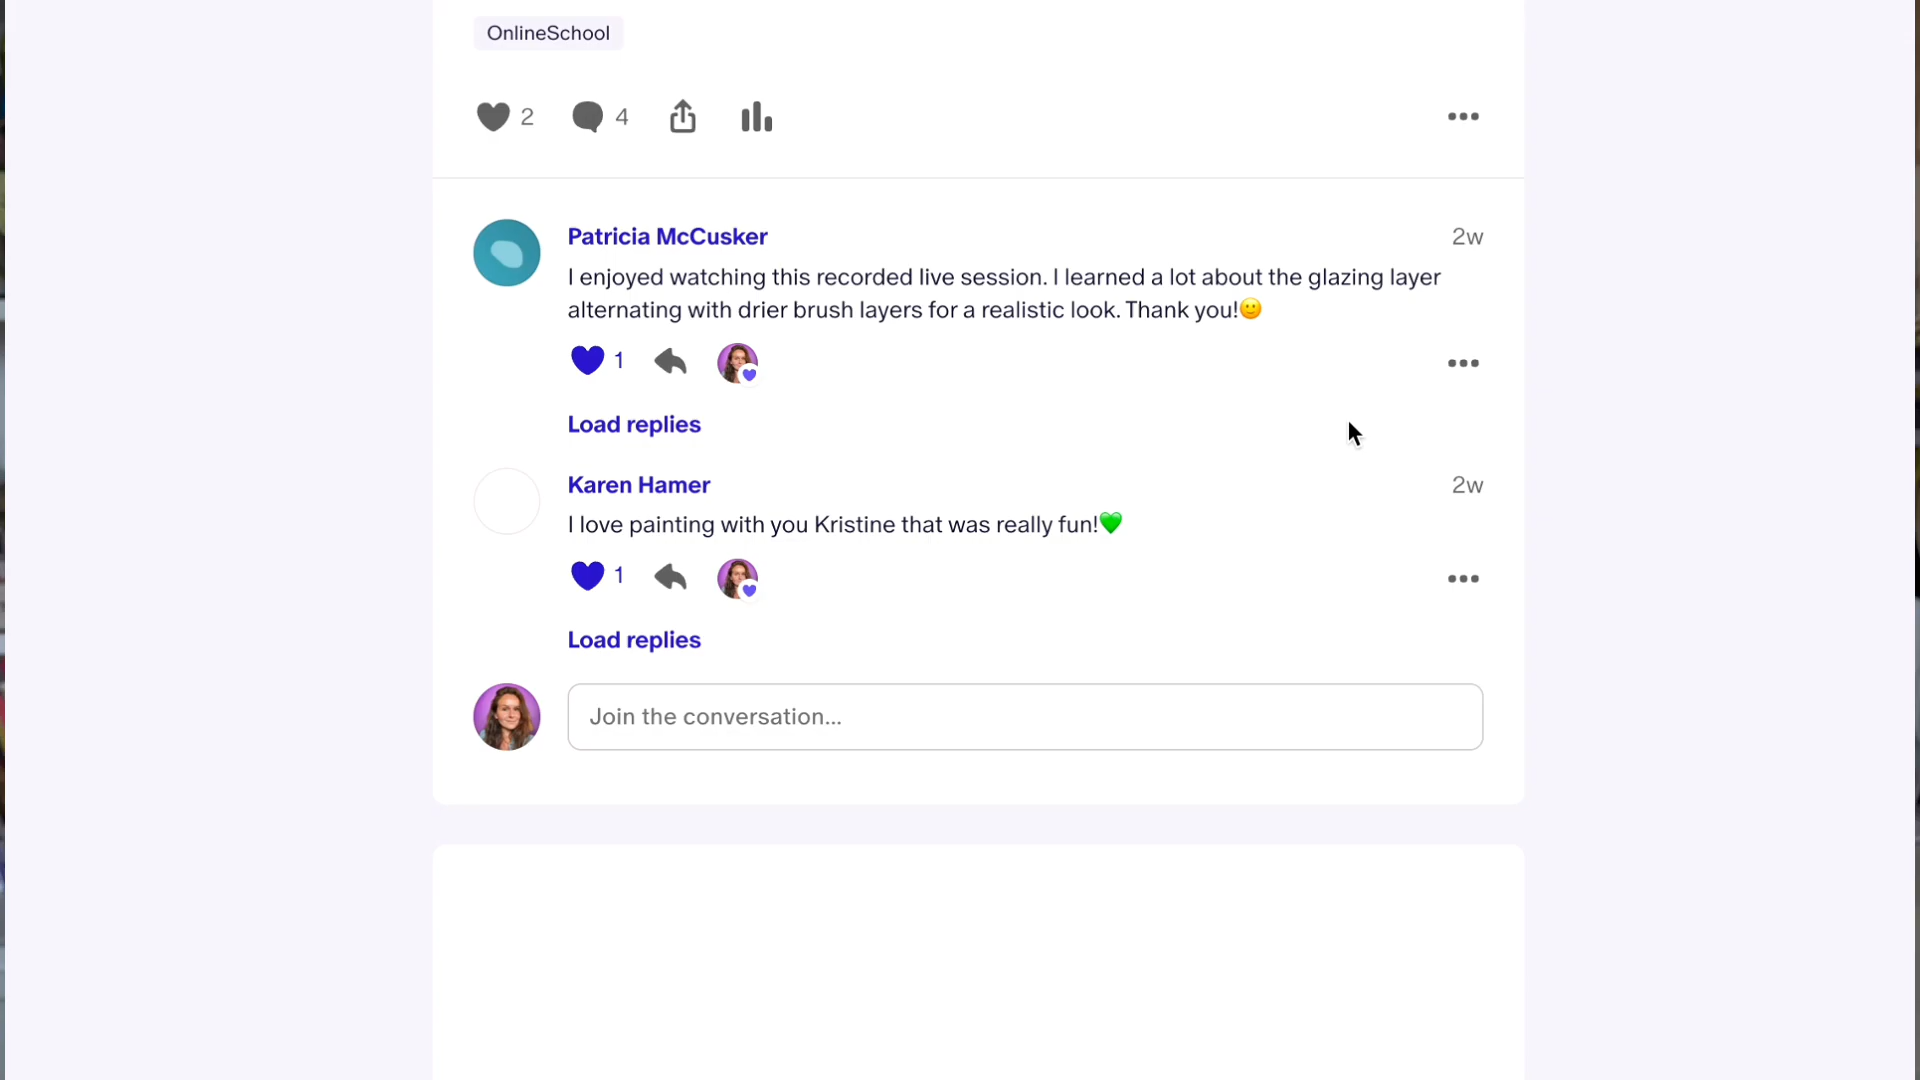 OnlineSchool
2
4
Patricia McCusker
2w
I enjoyed watching this recorded live session. I learned a lot about the glazing layer
alternating with drier brush layers for a realistic look. Thank you!🙂
1
Load replies
Karen Hamer
2w
I love painting with you Kristine that was really fun!💚
1
Load replies
Join the conversation...